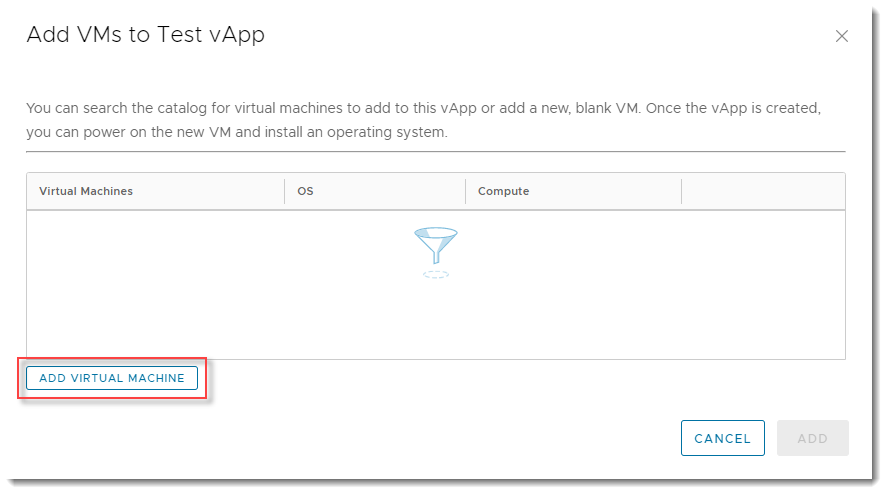 Add VMs to Test vApp
You can search the catalog for virtual machines to add to this vApp or add a new, blank VM. Once the vApp is created,
you can power on the new VM and install an operating system.
Virtual Machines OS Compute
ADD VIRTUAL MACHINE
CANCEL ADD